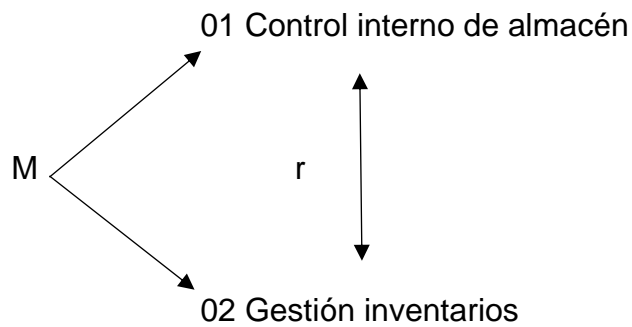 01 Control interno de almacén
M
r
02 Gestión inventarios